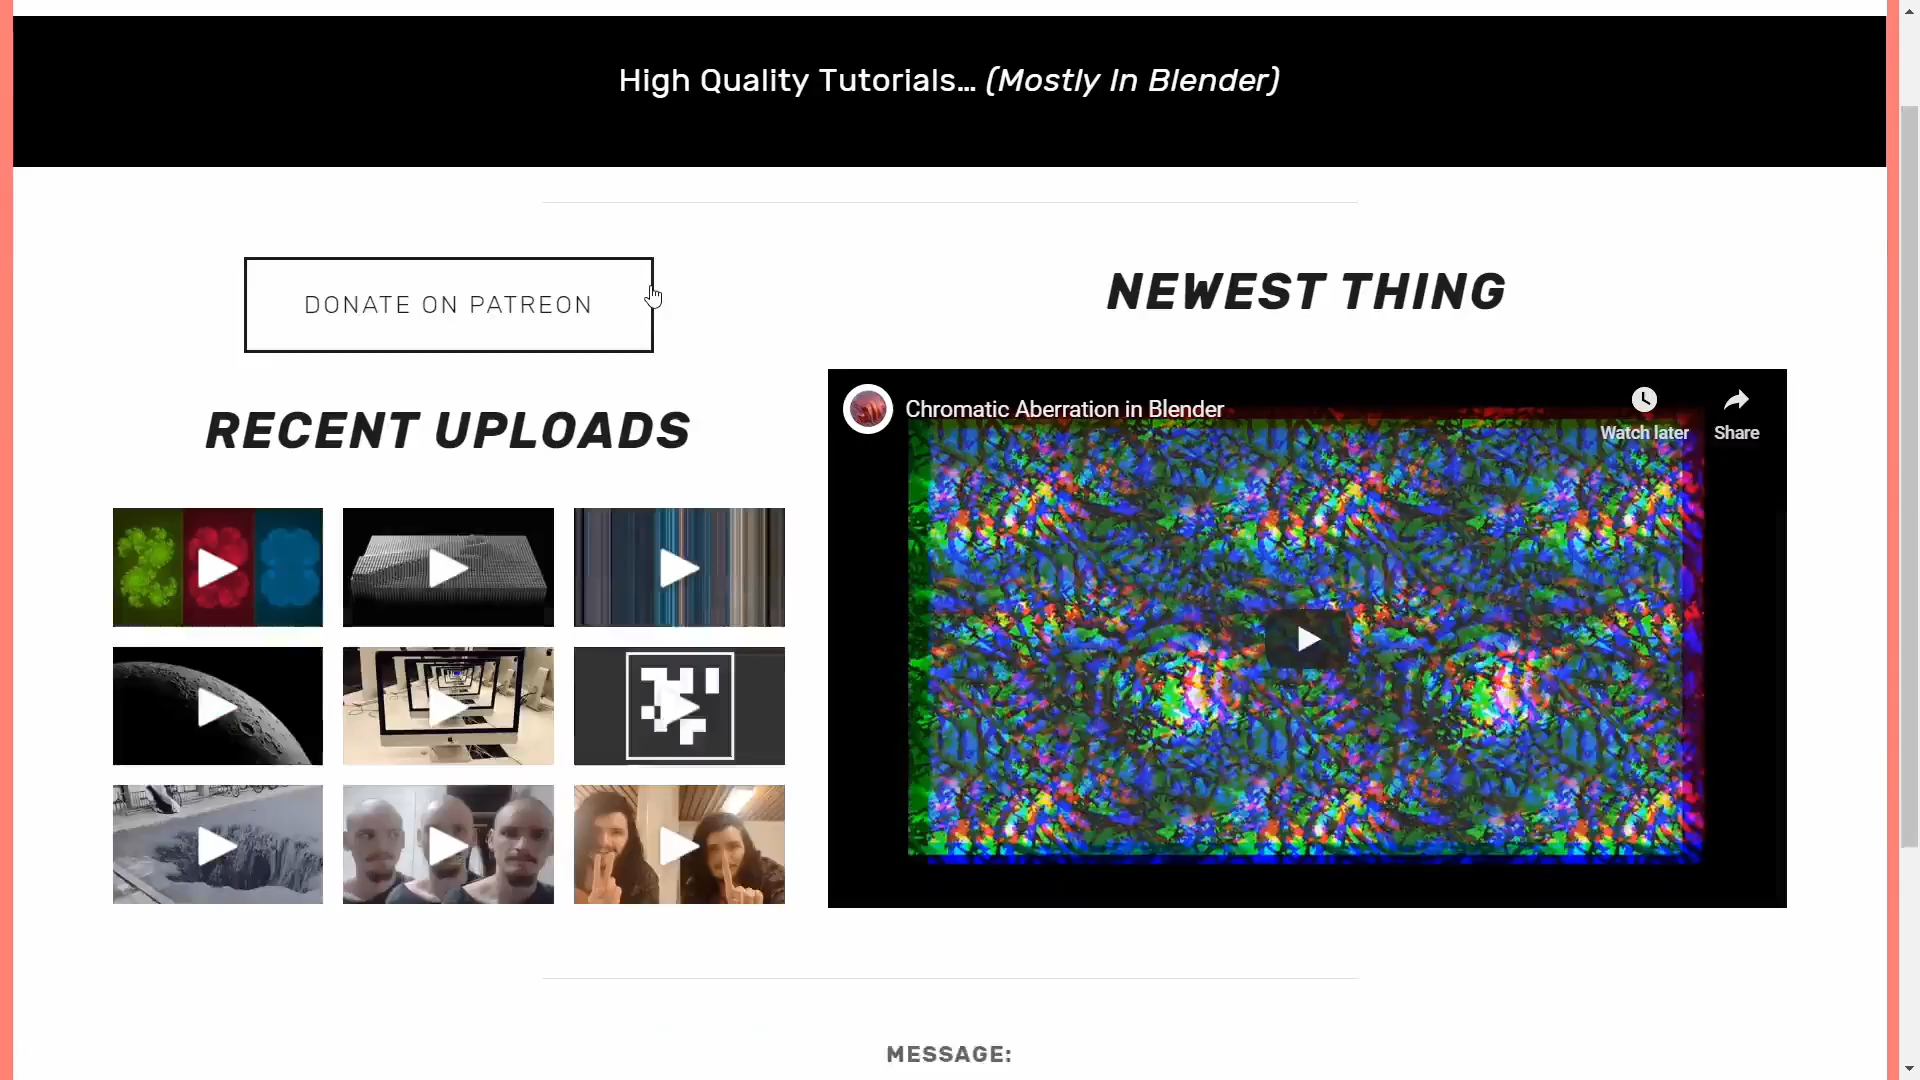 High Quality Tutorials... (Mostly In Blender)
DONATE ON PATREON
NEWEST THING
RECENT UPLOADS
Chromatic Aberration in Blender
Watch later
Share
MESSAGE: